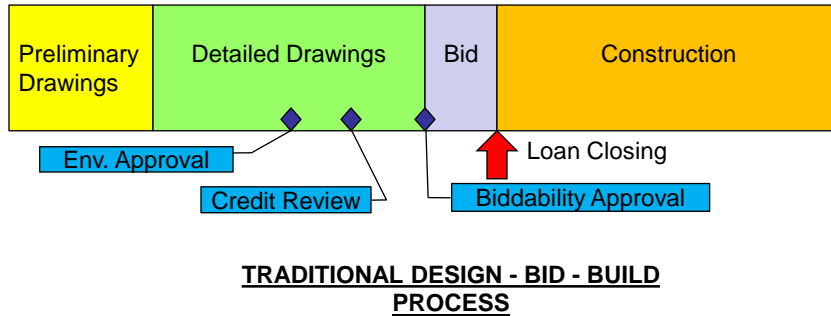 Preliminary
Drawings
Detailed Drawings
Bid
Construction
Env. Approval
Loan Closing
Credit Review
Biddability Approval
TRADITIONAL DESIGN - BID - BUILD
PROCESS